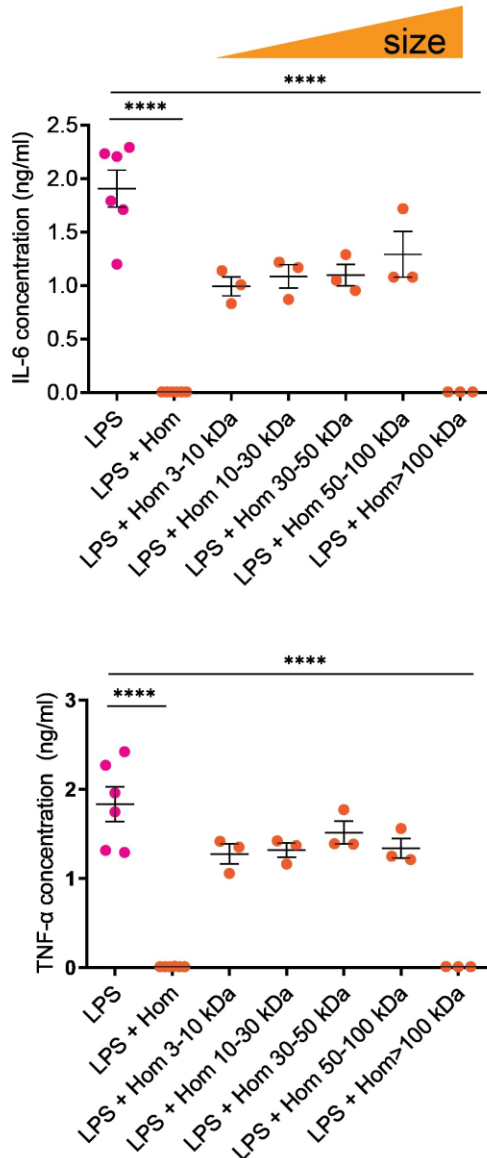 size
****
****
IL-6 concentration (ng/ml)
2.5
2.0
1.5
1.0
0.5
0.0
LPS
LPS + Hom
LPS + Hom 3-10 kDa
LPS + Hom 10-30 kDa
LPS + Hom 30-50 kDa
LPS + Hom 50-100 kDa
LPS + Hom>100 kDa
****
****
TNF-α concentration (ng/ml)
3
2
1
0
LPS
LPS + Hom
LPS + Hom 3-10 kDa
LPS + Hom 10-30 kDa
LPS + Hom 30-50 kDa
LPS + Hom 50-100 kDa
LPS + Hom>100 kDa